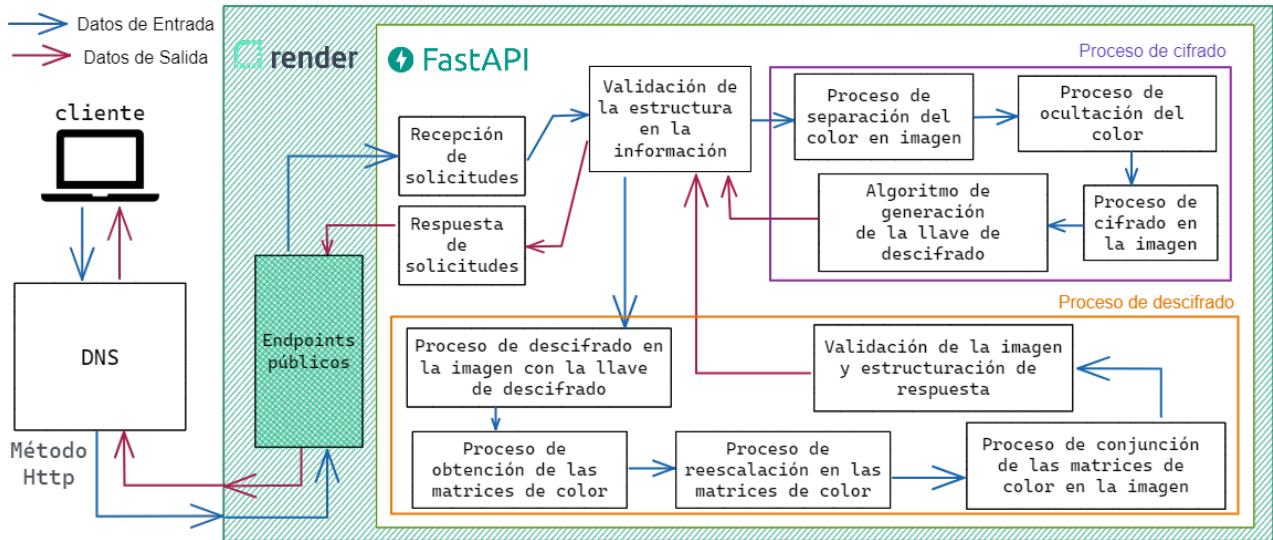 Datos de Entrada
Datos de Salida
cliente
DNS
Método
Http
render
FastAPI
Endpoints
públicos
Recepción
de
solicitudes
Respuesta
de
solicitudes
Validación de
la estructura
en la
información
Proceso de cifrado
Proceso de
separación del
color en imagen
Proceso de
ocultación del
color
Proceso de
cifrado en
la imagen
Algoritmo de
generación
de la llave de
descifrado
Proceso de descifrado
Proceso de descifrado en
la imagen con la llave
de descifrado
Proceso de
obtención de las
matrices de color
Proceso de
reescalación en las
matrices de color
Proceso de conjunción
de las matrices de
color en la imagen
Validación de la imagen
y estructuración de
respuesta